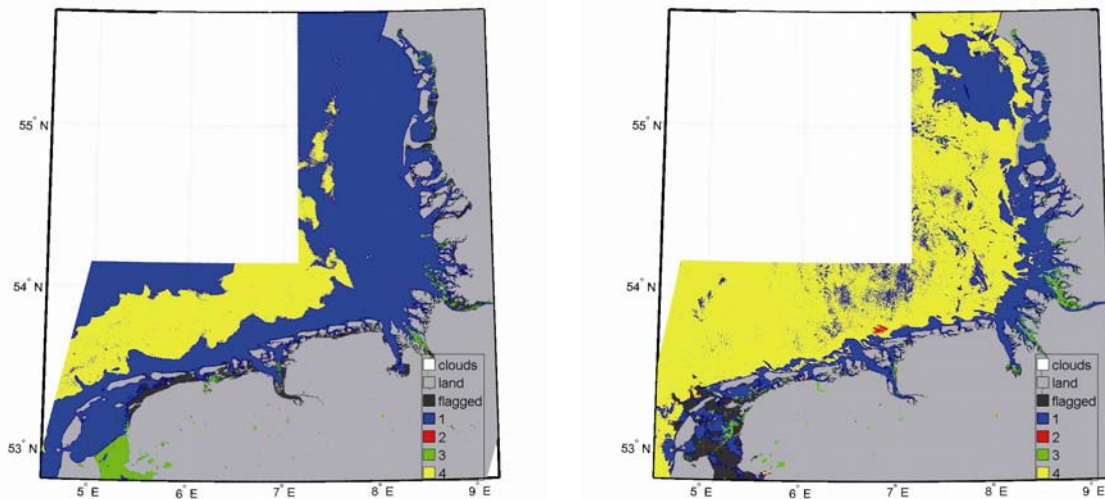 55° N
54° N
53° N
5° E
6° E
7° E
8° E
9° E
clouds
land
flagged
1
2
3
4
55° N
54° N
53° N
5° E
6° E
7° E
8° E
9° E
clouds
land
flagged
1
2
3
4